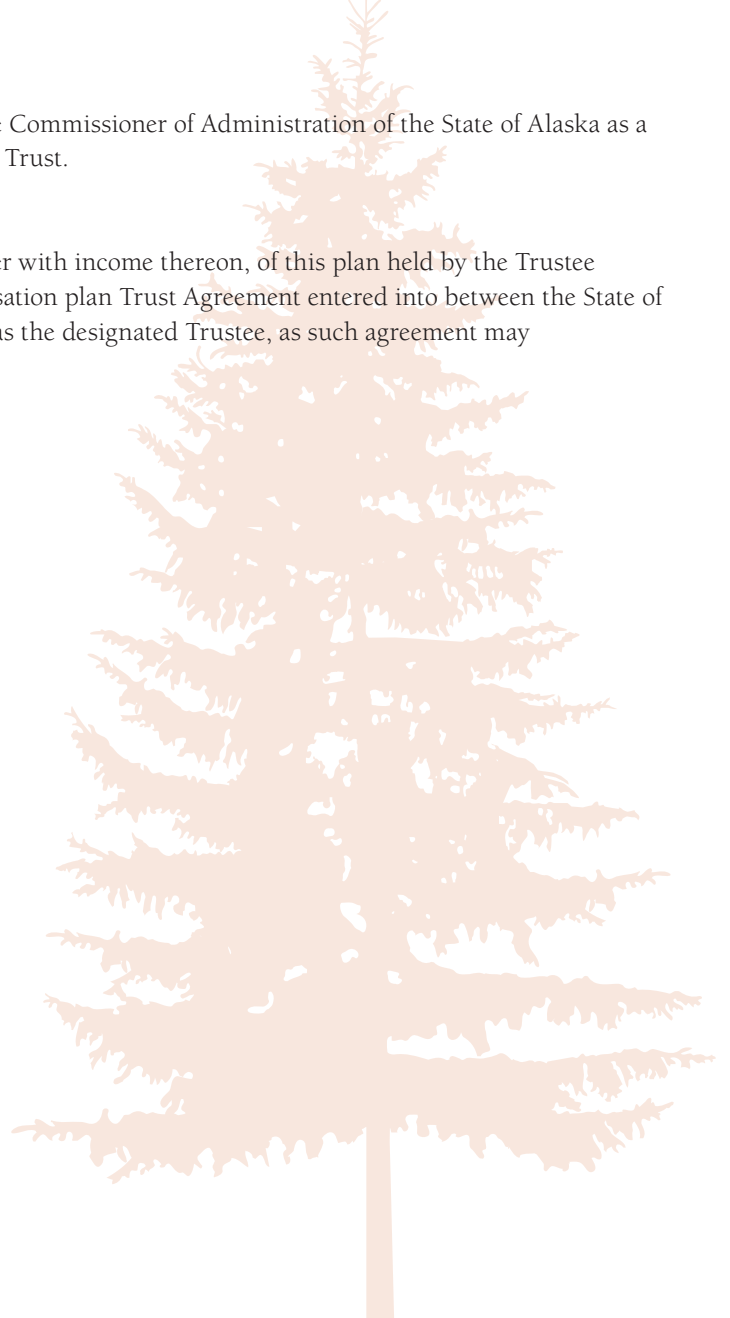 Commissioner of Administration of the State of Alaska as a
Trust.
with income thereon, of this plan held by the Trustee
plan Trust Agreement entered into between the State of
the designated Trustee, as such agreement may